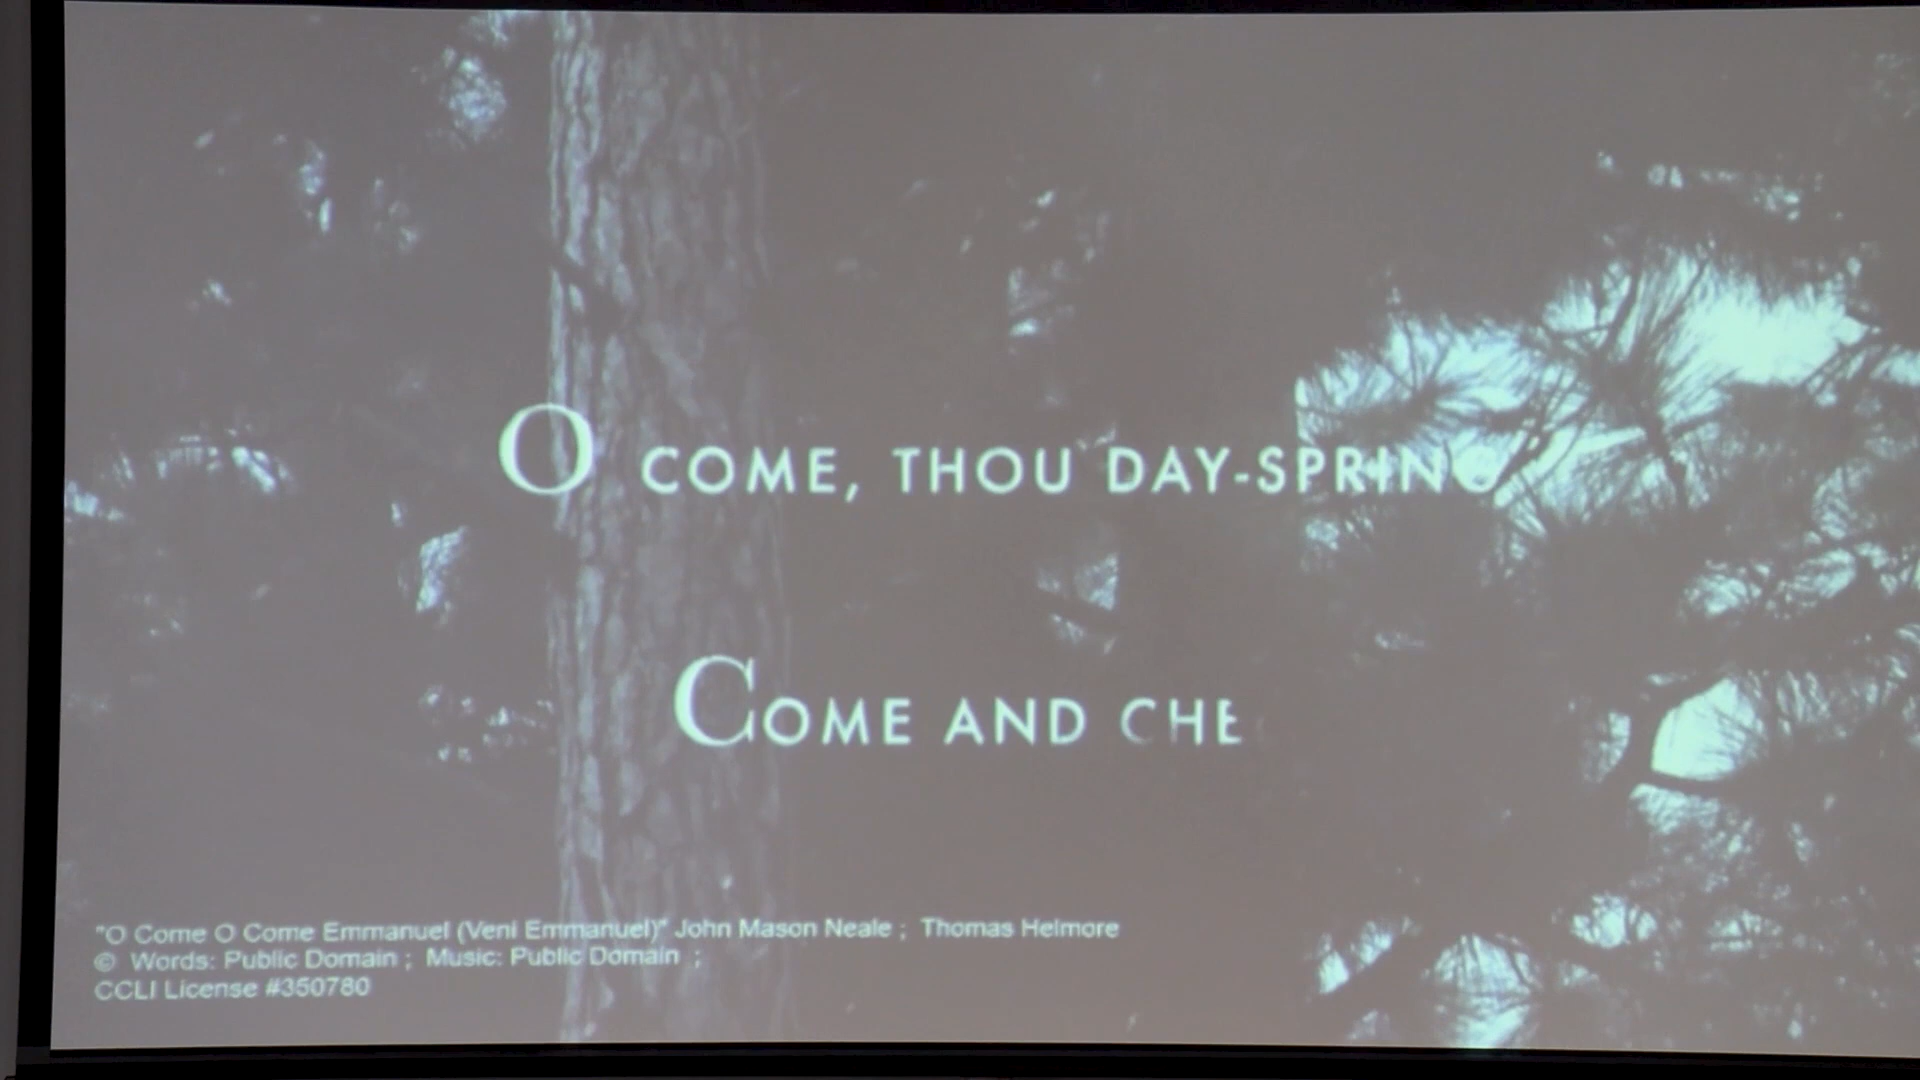 O COME, THOU DAY-SPRING
COME AND CHE
"O Come O Come Emmanuel (Veni Emmanuel)" John Mason Neale ; Thomas Helmore
© Words: Public Domain ; Music: Public Domain ;
CCLI License #350780